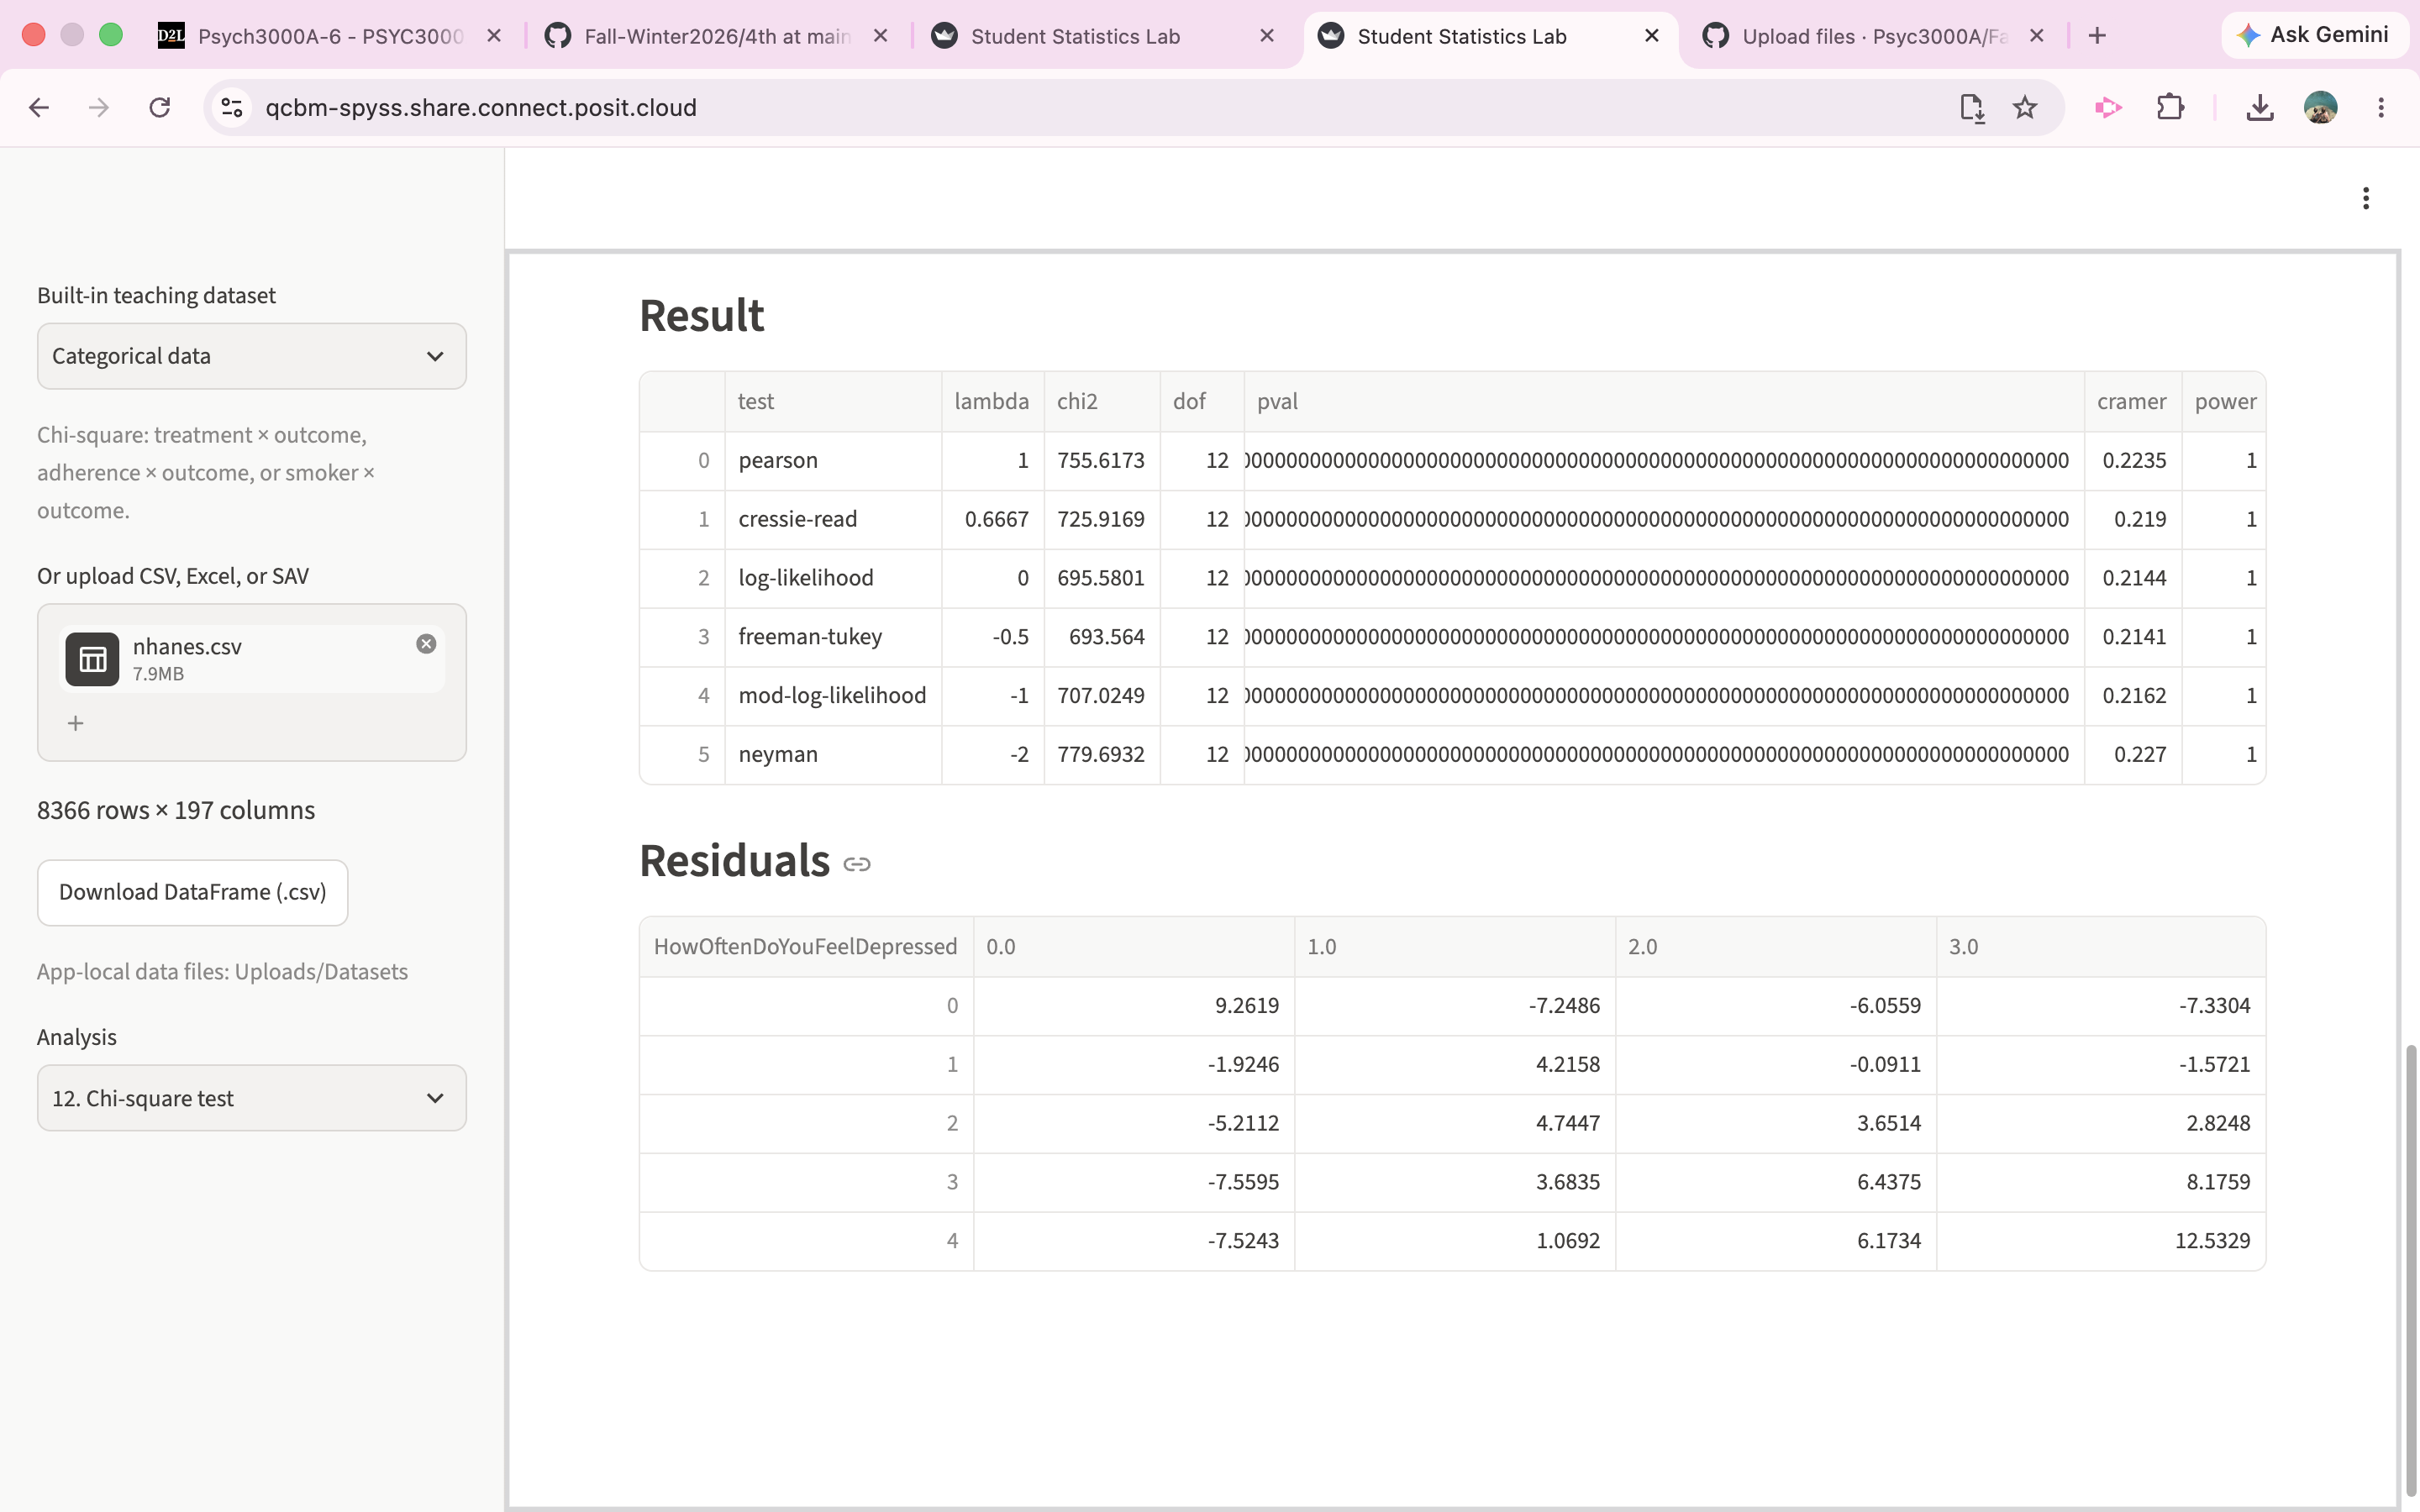 D2L Psych3000A-6 - PSYC3000
Fall-Winter2026/4th at main
Student Statistics Lab
Student Statistics Lab
Upload files · Psyc3000A/Fa
Ask Gemini
qcbm-spyss.share.connect.posit.cloud
Built-in teaching dataset
Categorical data
Chi-square: treatment × outcome,
adherence × outcome, or smoker ×
outcome.
Or upload CSV, Excel, or SAV
nhanes.csv
7.9MB
8366 rows × 197 columns
Download DataFrame (.csv)
App-local data files: Uploads/Datasets
Analysis
12. Chi-square test
Result
test lambda chi2 dof pval cramer power
0 pearson 1 755.6173 12 0.2235 1
1 cressie-read 0.6667 725.9169 12 0.219 1
2 log-likelihood 0 695.5801 12 0.2144 1
3 freeman-tukey -0.5 693.564 12 0.2141 1
4 mod-log-likelihood -1 707.0249 12 0.2162 1
5 neyman -2 779.6932 12 0.227 1
Residuals
HowOftenDoYouFeelDepressed 0.0 1.0 2.0 3.0
0 9.2619 -7.2486 -6.0559 -7.3304
1 -1.9246 4.2158 -0.0911 -1.5721
2 -5.2112 4.7447 3.6514 2.8248
3 -7.5595 3.6835 6.4375 8.1759
4 -7.5243 1.0692 6.1734 12.5329